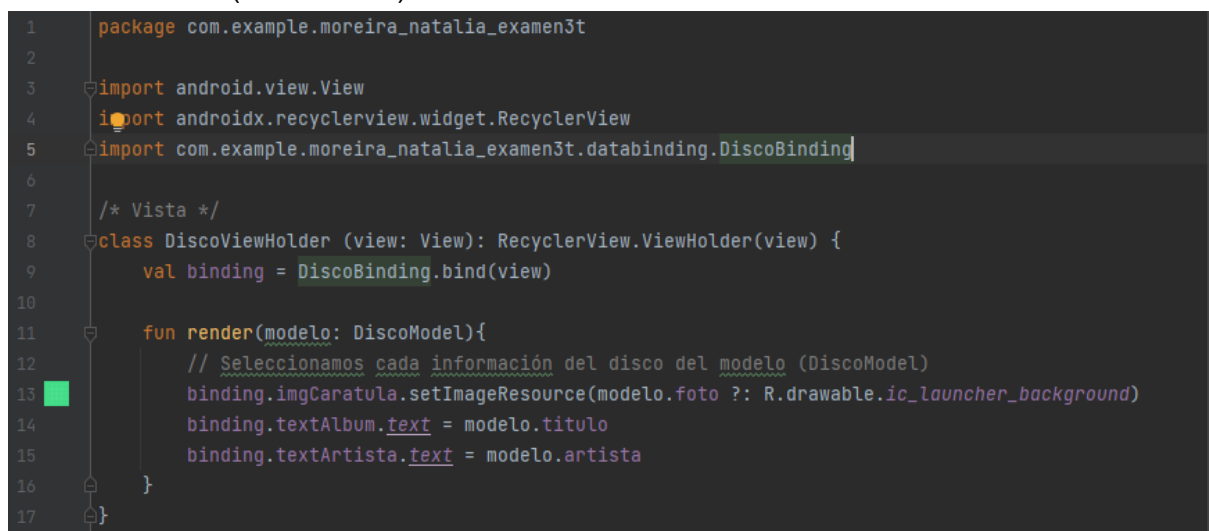 1 package com.example.moreira_natalia_examen3t
2
3 import android.view.View
4 import androidx.recyclerview.widget.RecyclerView
5 import com.example.moreira_natalia_examen3t.databinding.DiscoBinding
6
7 /* Vista */
8 class DiscoViewHolder (view: View): RecyclerView.ViewHolder(view) {
9     val binding = DiscoBinding.bind(view)
10
11     fun render(modelo: DiscoModel){
12         // Seleccionamos cada información del disco del modelo (DiscoModel)
13         binding.imgCaratula.setImageResource(modelo.foto ?: R.drawable.ic_launcher_background)
14         binding.textAlbum.text = modelo.titulo
15         binding.textArtista.text = modelo.artista
16     }
17 }